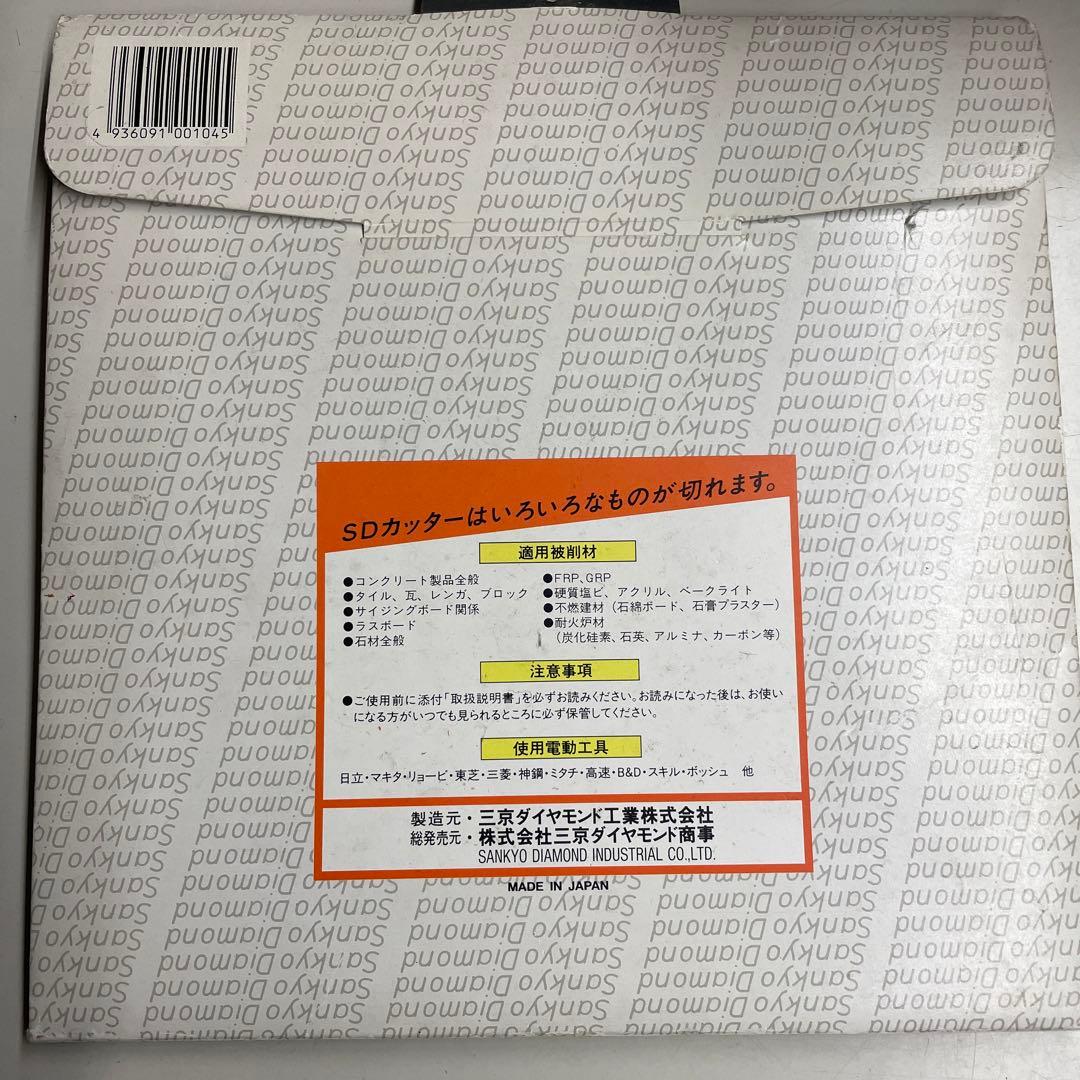 4 936091 001045
Sankyo Diamond
SDカッターはいろいろなものが切れます。
適用被削材
●コンクリート製品全般
●タイル、瓦、レンガ、ブロック
●サイジングボード関係
●ラスボード
●石材全般
●FRP、GRP
●硬質塩ビ、アクリル、ベークライト
●不燃建材（石綿ボード、石膏プラスター）
●耐火炉材
（炭化硅素、石英、アルミナ、カーボン等）
注意事項
●ご使用前に添付「取扱説明書」を必ずお読みください。お読みになった後は、お使い
になる方がいつでも見られるところに必ず保管してください。
使用電動工具
日立・マキタ・リョービ・東芝・三菱・神鋼・ミタチ・高速・B&D・スキル・ボッシュ 他
製造元・三京ダイヤモンド工業株式会社
総発売元・株式会社三京ダイヤモンド商事
SANKYO DIAMOND INDUSTRIAL CO.,LTD.
MADE IN JAPAN